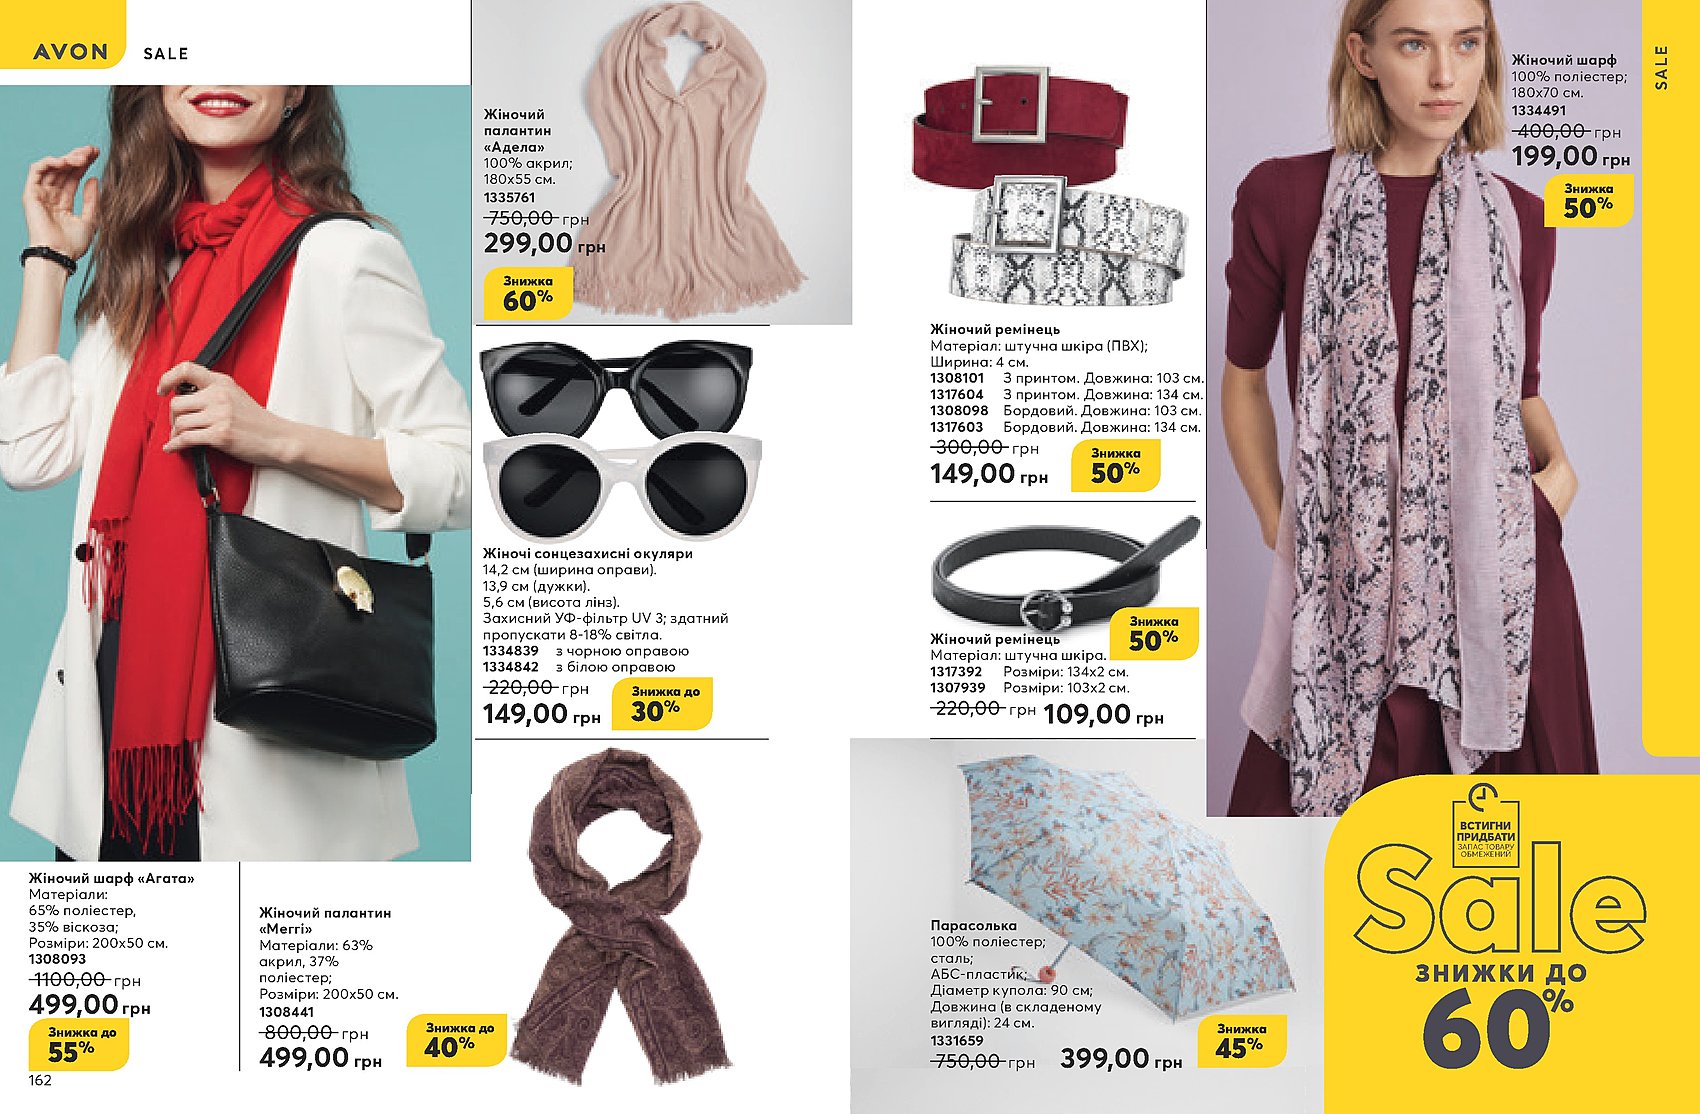 AVON
SALE
Жіночий
палантин
«Адела»
100% акрил;
180x55 см.
1335761
750,00 грн
299,00 грн
Знижка
60%
Жіночі сонцезахисні окуляри
14,2 см (ширина оправи).
13,9 см (дужки).
5,6 см (висота лінз).
Захисний УФ-фільтр UV 3; здатний
пропускати 8-18% світла.
1334839 з чорною оправою
1334842 з білою оправою
220,00 грн
149,00 грн
Знижка до
30%
Жіночий шарф «Агата»
Матеріали:
65% поліестер,
35% віскоза;
Розміри: 200x50 см.
1308093
1100,00 грн
499,00 грн
Знижка до
55%
162
Жіночий палантин
«Меггі»
Матеріали: 63%
акрил, 37%
поліестер;
Розміри: 200x50 см.
1308441
800,00 грн
499,00 грн
Знижка до
40%
Жіночий ремінець
Матеріал: штучна шкіра (ПВХ);
Ширина: 4 см.
1308101 З принтом. Довжина: 103 см.
1317604 З принтом. Довжина: 134 см.
1308098 Бордовий. Довжина: 103 см.
1317603 Бордовий. Довжина: 134 см.
300,00 грн
149,00 грн
Знижка
50%
Жіночий ремінець
Матеріал: штучна шкіра.
1317392 Розміри: 134x2 см.
1307939 Розміри: 103x2 см.
220,00 грн 109,00 грн
Знижка
50%
Парасолька
100% поліестер;
сталь;
АБС-пластик;
Діаметр купола: 90 см;
Довжина (в складеному
вигляді): 24 см.
1331659
750,00 грн 399,00 грн
Знижка
45%
Жіночий шарф
100% поліестер;
180x70 см.
1334491
400,00 грн
199,00 грн
Знижка
50%
SALE
ВСТИГНИ
ПРИДБАТИ
ЗАПАС ТОВАРУ
ОБМЕЖЕНИЙ
Sale
ЗНИЖКИ ДО
60%